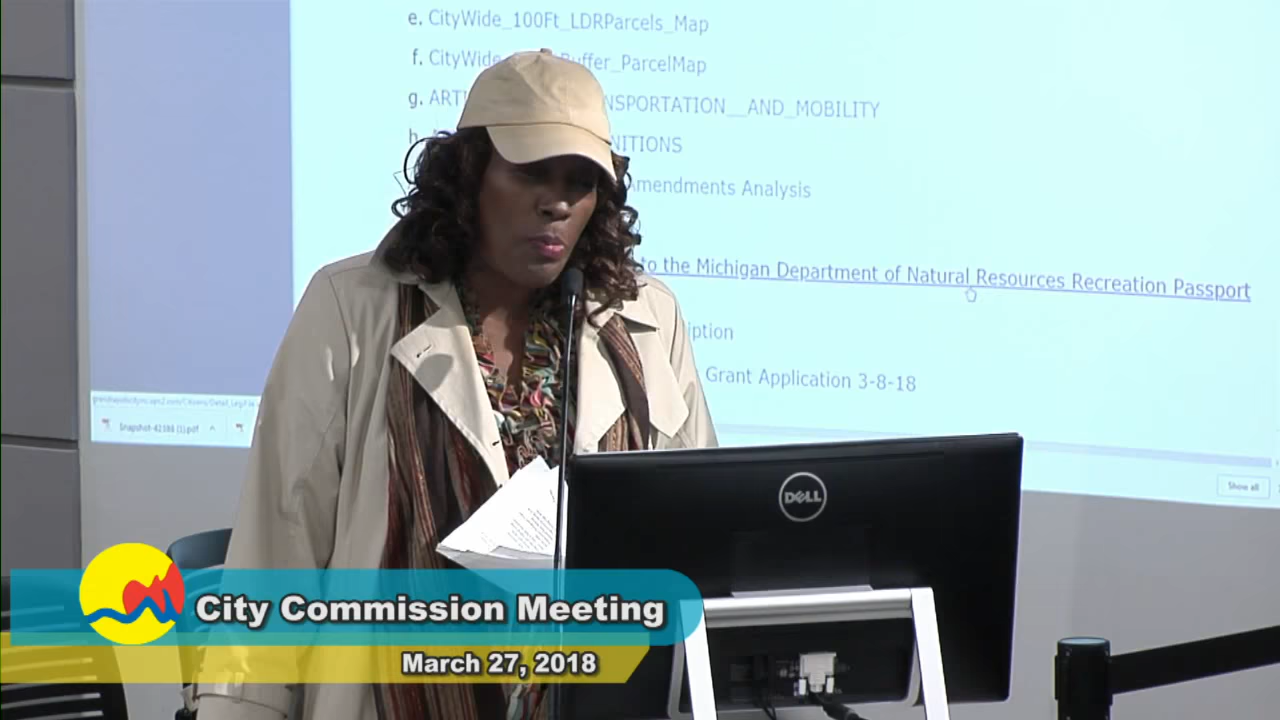 e. CityWide_100Ft_LDRParcels_Map
f. CityWide Buffer_ParcelMap
g. ARTI NSPORTATION__AND_MOBILITY
h. NITIONS
Amendments Analysis
to the Michigan Department of Natural Resources Recreation Passport
iption
Grant Application 3-8-18
Snapshot-42388 (1).pdf
Show all
DELL
City Commission Meeting
March 27, 2018